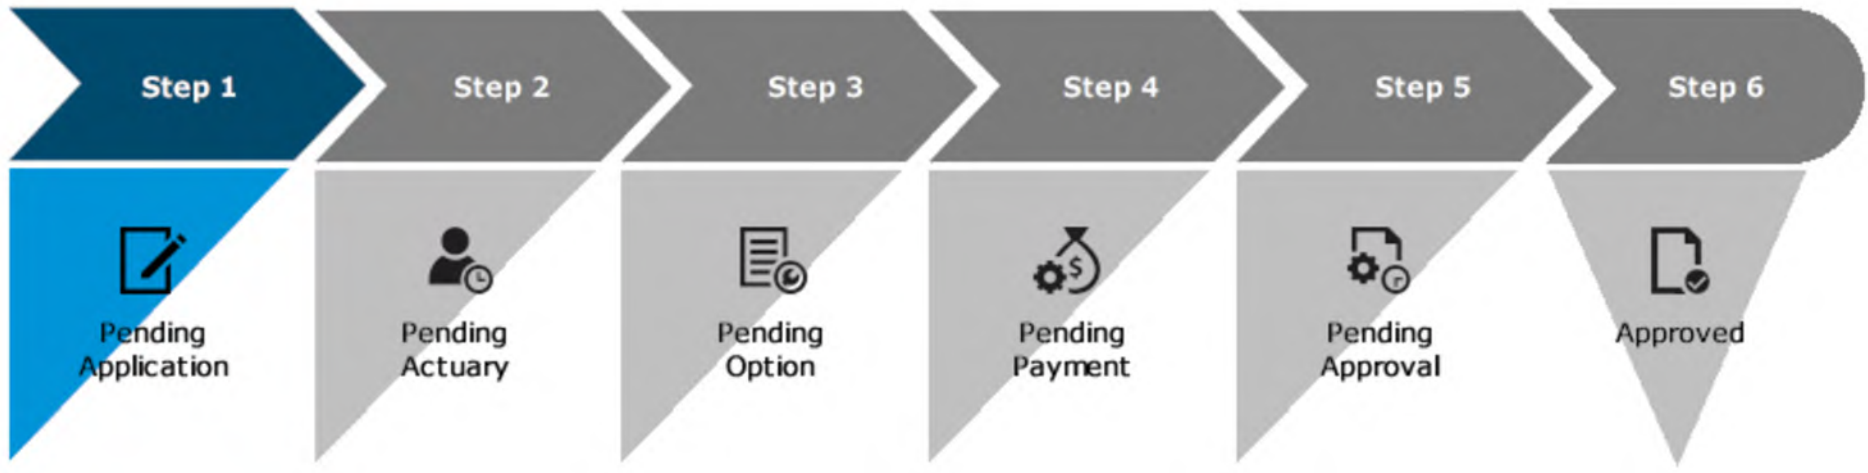 Step 1
Step 2
Step 3
Step 4
Step 5
Step 6
Pending
Application
Pending
Actuary
Pending
Option
$
Pending
Payment
Pending
Approval
Approved